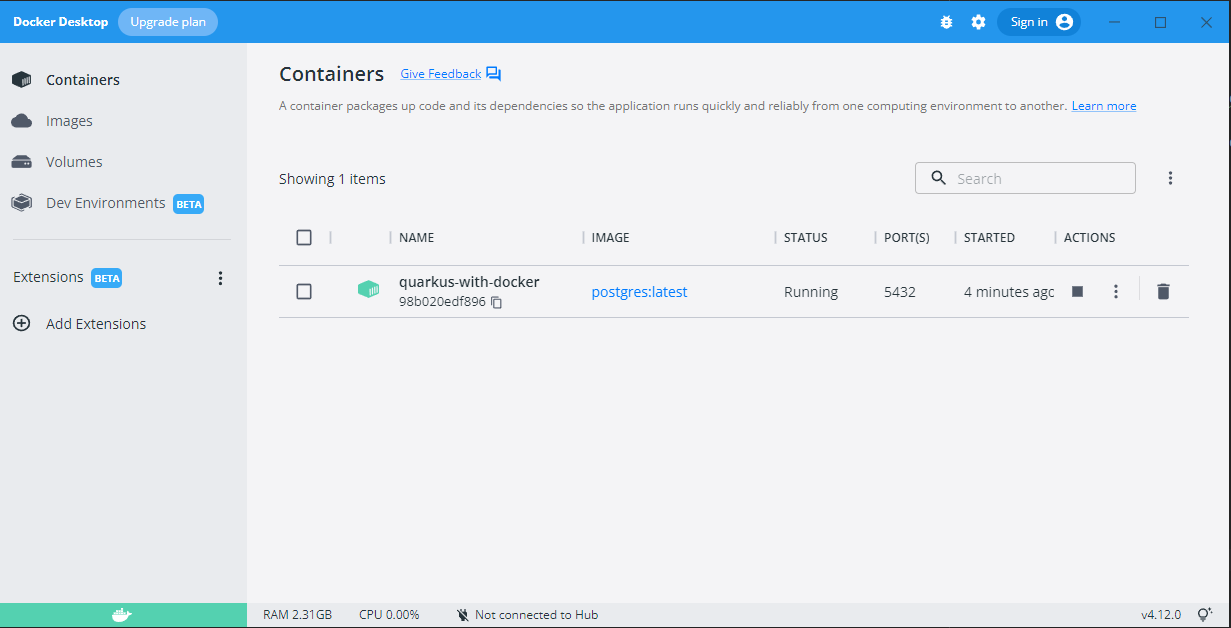 Docker Desktop Upgrade plan Sign in
Containers
Images
Volumes
Dev Environments BETA
Extensions BETA
Add Extensions
Containers Give Feedback
A container packages up code and its dependencies so the application runs quickly and reliably from one computing environment to another. Learn more
Showing 1 items Search
NAME IMAGE STATUS PORT(S) STARTED ACTIONS
quarkus-with-docker
98b020edf896
postgres:latest Running 5432 4 minutes agc
RAM 2.31GB CPU 0.00% Not connected to Hub v4.12.0